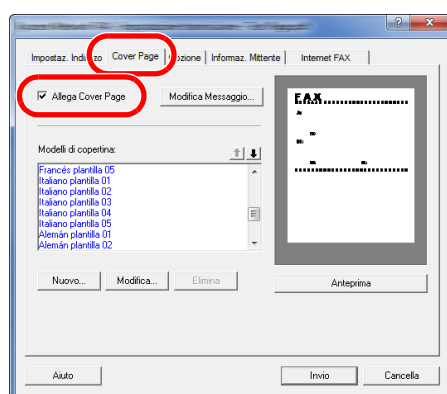 Impostaz. Indirizzo
Cover Page
Opzione
Informaz. Mittente
Internet FAX
Allega Cover Page
Modifica Messaggio...
FAX
Modelli di copertina:
Francés plantilla 05
Italiano plantilla 01
Italiano plantilla 02
Italiano plantilla 03
Italiano plantilla 04
Italiano plantilla 05
Alemán plantilla 01
Alemán plantilla 02
Nuovo...
Modifica...
Elimina
Anteprima
Aiuto
Invio
Cancella